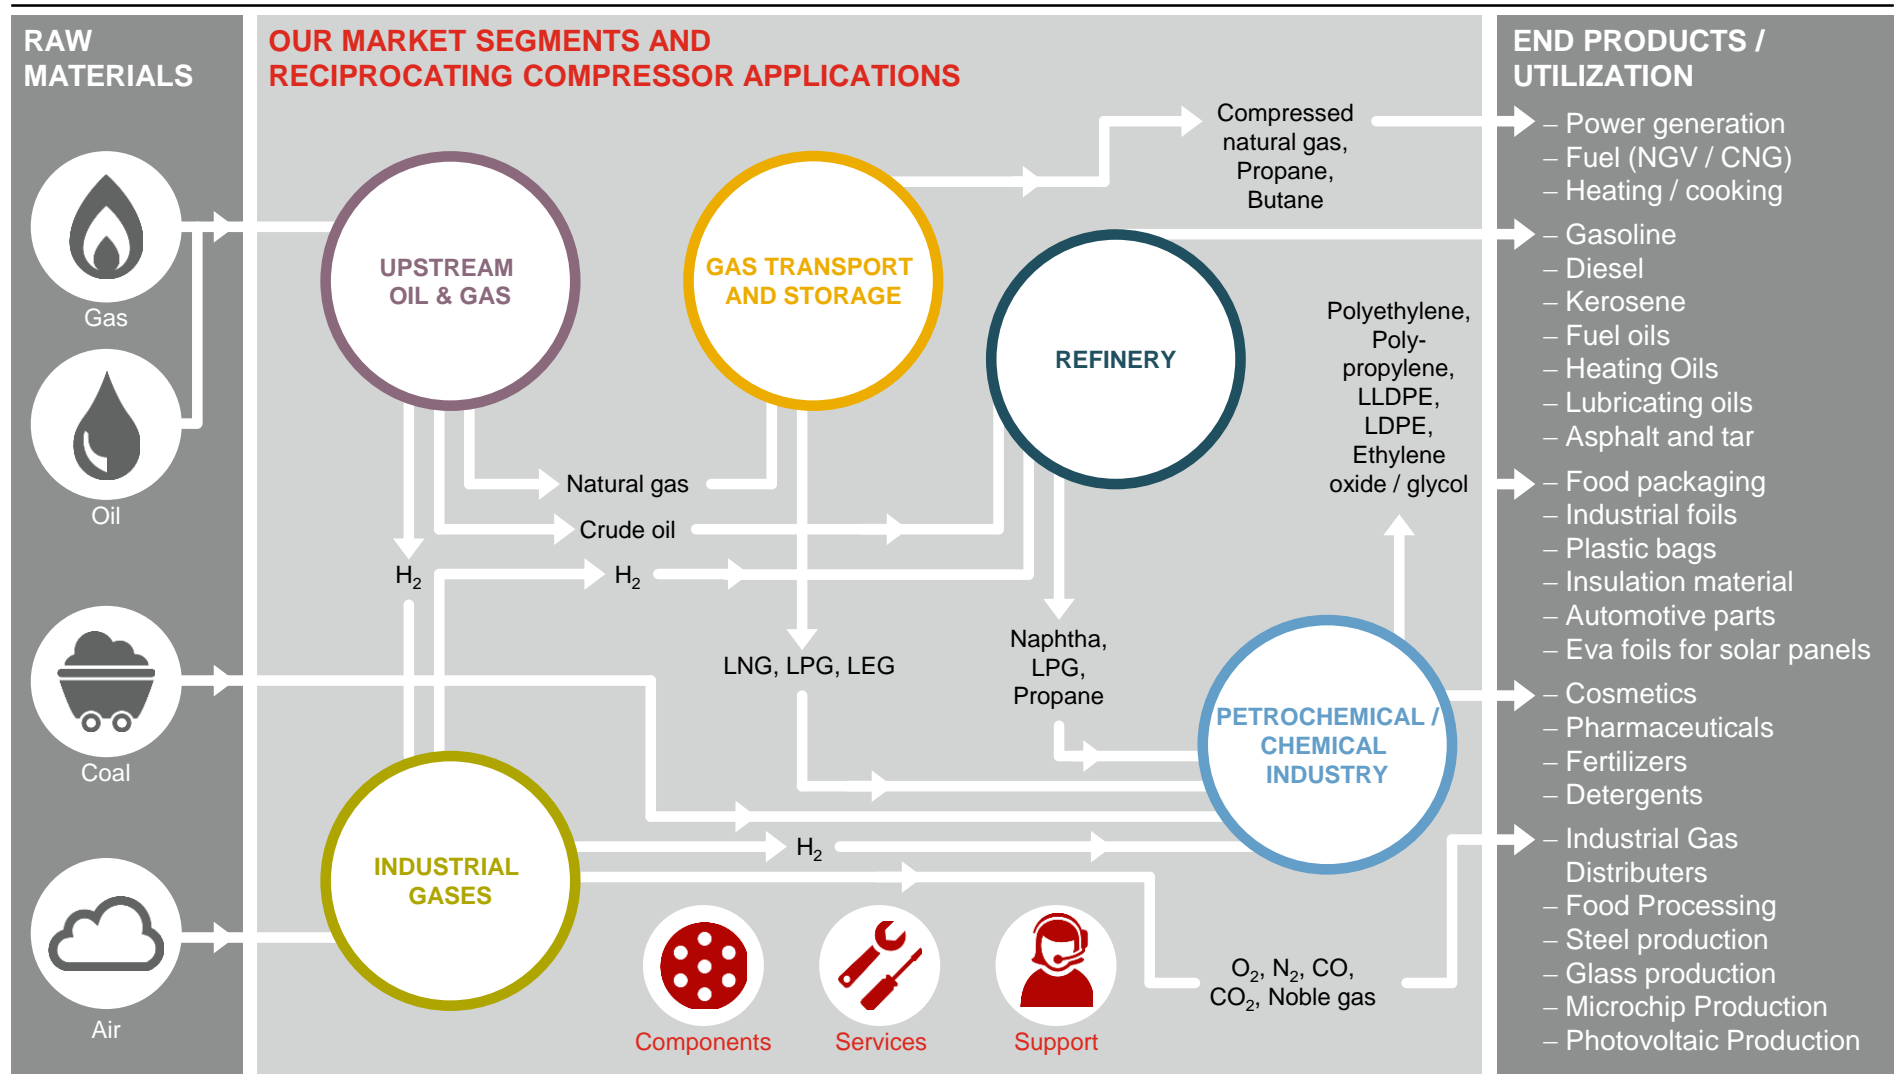 RAW
MATERIALS
Gas
Oil
Coal
Air
OUR MARKET SEGMENTS AND
RECIPROCATING COMPRESSOR APPLICATIONS
UPSTREAM
OIL & GAS
GAS TRANSPORT
AND STORAGE
REFINERY
Compressed
natural gas,
Propane,
Butane
Polyethylene,
Poly-
propylene,
LLDPE,
LDPE,
Ethylene
oxide / glycol
Natural gas
Crude oil
H₂
H₂
LNG, LPG, LEG
Naphtha,
LPG,
Propane
PETROCHEMICAL /
CHEMICAL
INDUSTRY
INDUSTRIAL
GASES
H₂
O₂, N₂, CO,
CO₂, Noble gas
Components
Services
Support
END PRODUCTS /
UTILIZATION
– Power generation
– Fuel (NGV / CNG)
– Heating / cooking
– Gasoline
– Diesel
– Kerosene
– Fuel oils
– Heating Oils
– Lubricating oils
– Asphalt and tar
– Food packaging
– Industrial foils
– Plastic bags
– Insulation material
– Automotive parts
– Eva foils for solar panels
– Cosmetics
– Pharmaceuticals
– Fertilizers
– Detergents
– Industrial Gas
Distributers
– Food Processing
– Steel production
– Glass production
– Microchip Production
– Photovoltaic Production